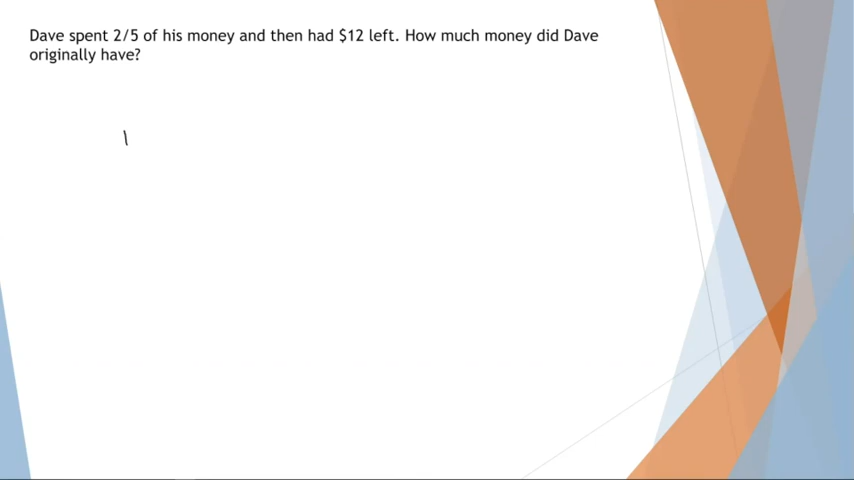 Dave spent 2/5 of his money and then had $12 left. How much money did Dave
originally have?